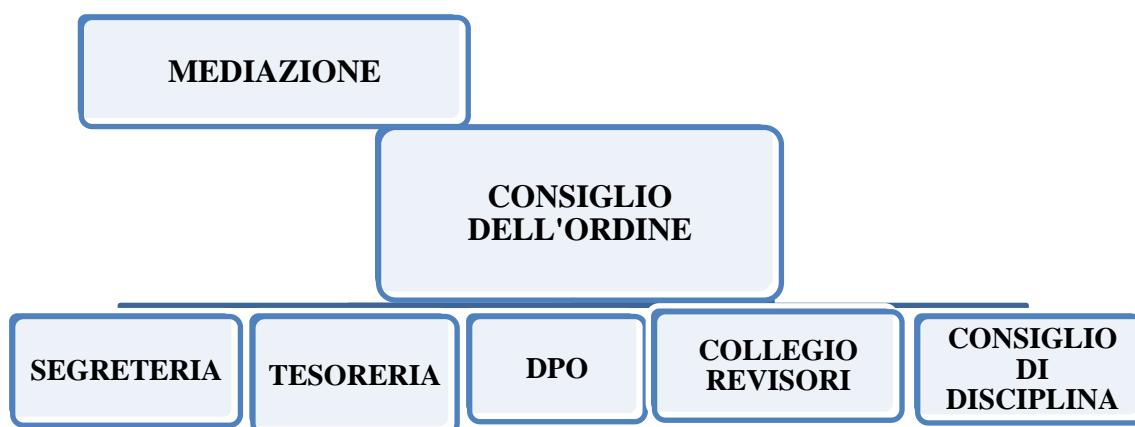 MEDIAZIONE
CONSIGLIO
DELL'ORDINE
SEGRETERIA
TESORERIA
DPO
COLLEGIO
REVISORI
CONSIGLIO
DI
DISCIPLINA